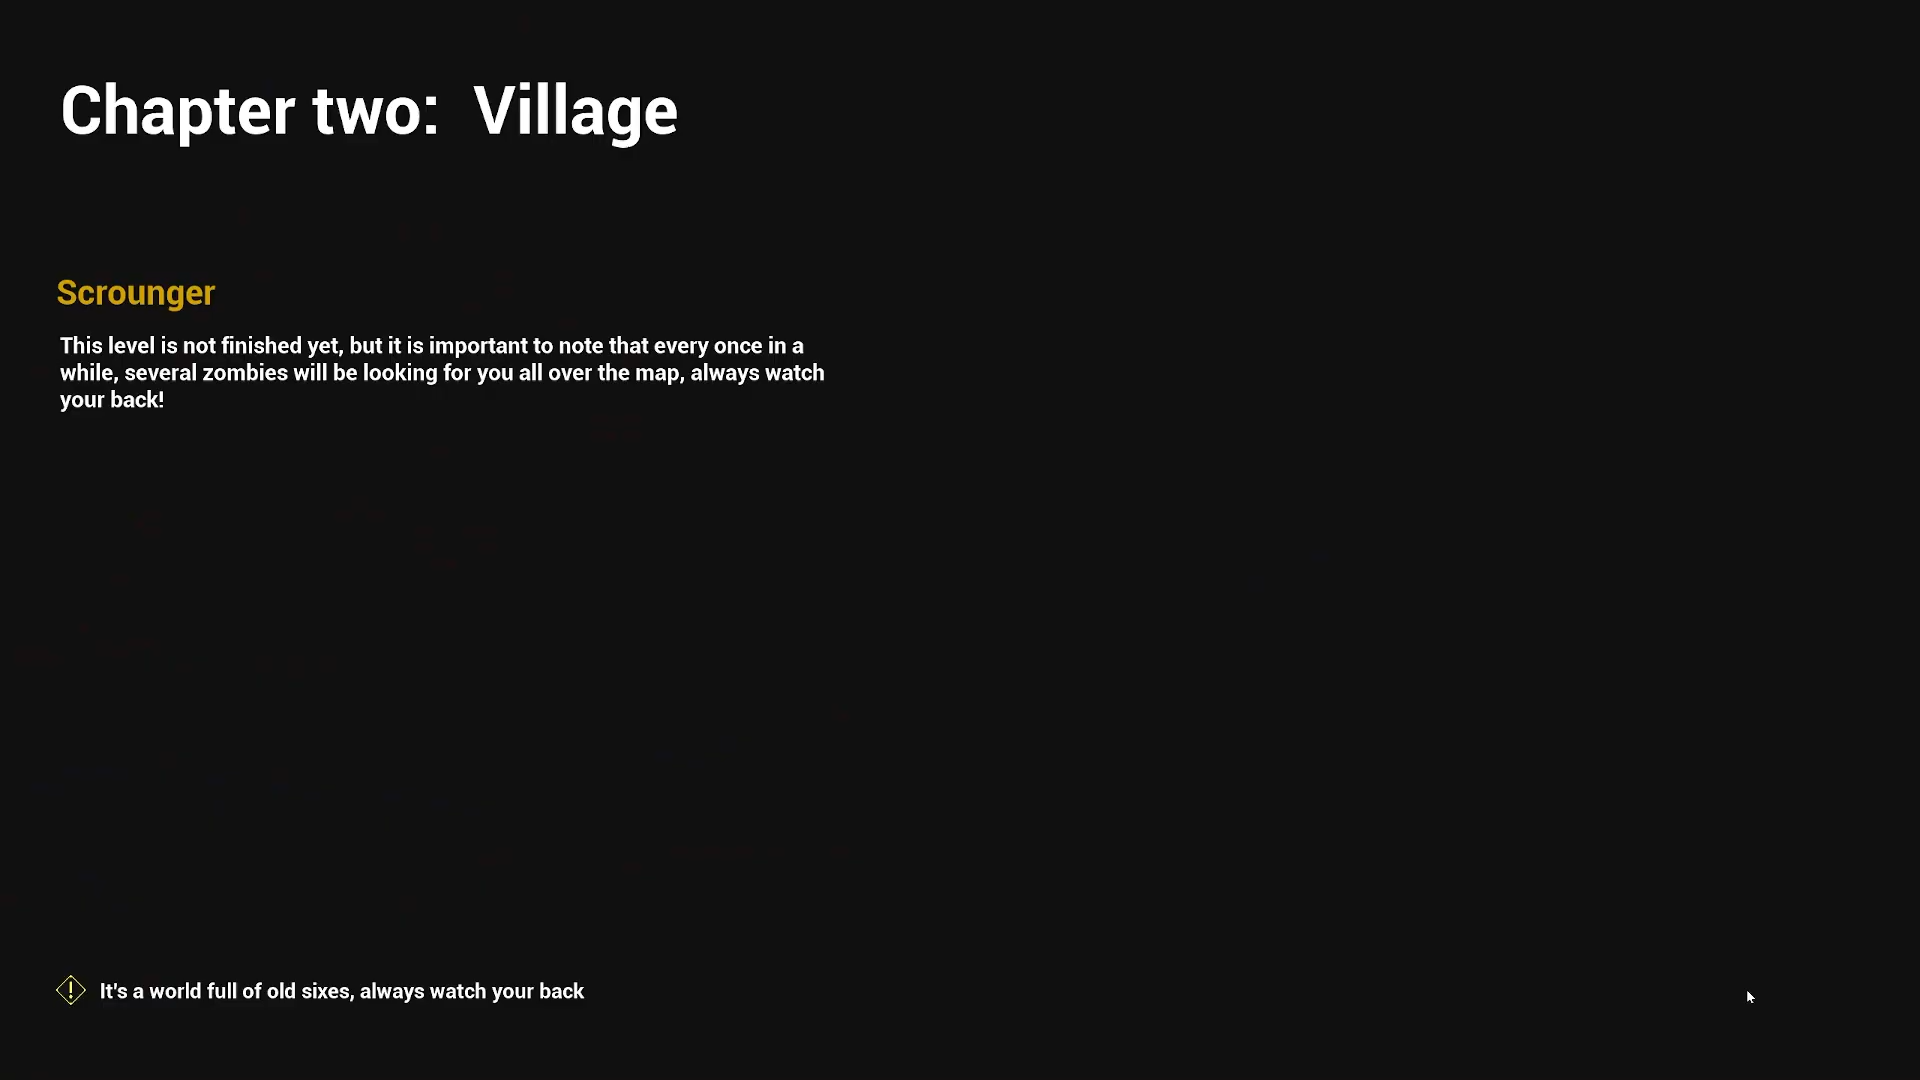 Chapter two:  Village
Scrounger
This level is not finished yet, but it is important to note that every once in a
while, several zombies will be looking for you all over the map, always watch
your back!
It's a world full of old sixes, always watch your back